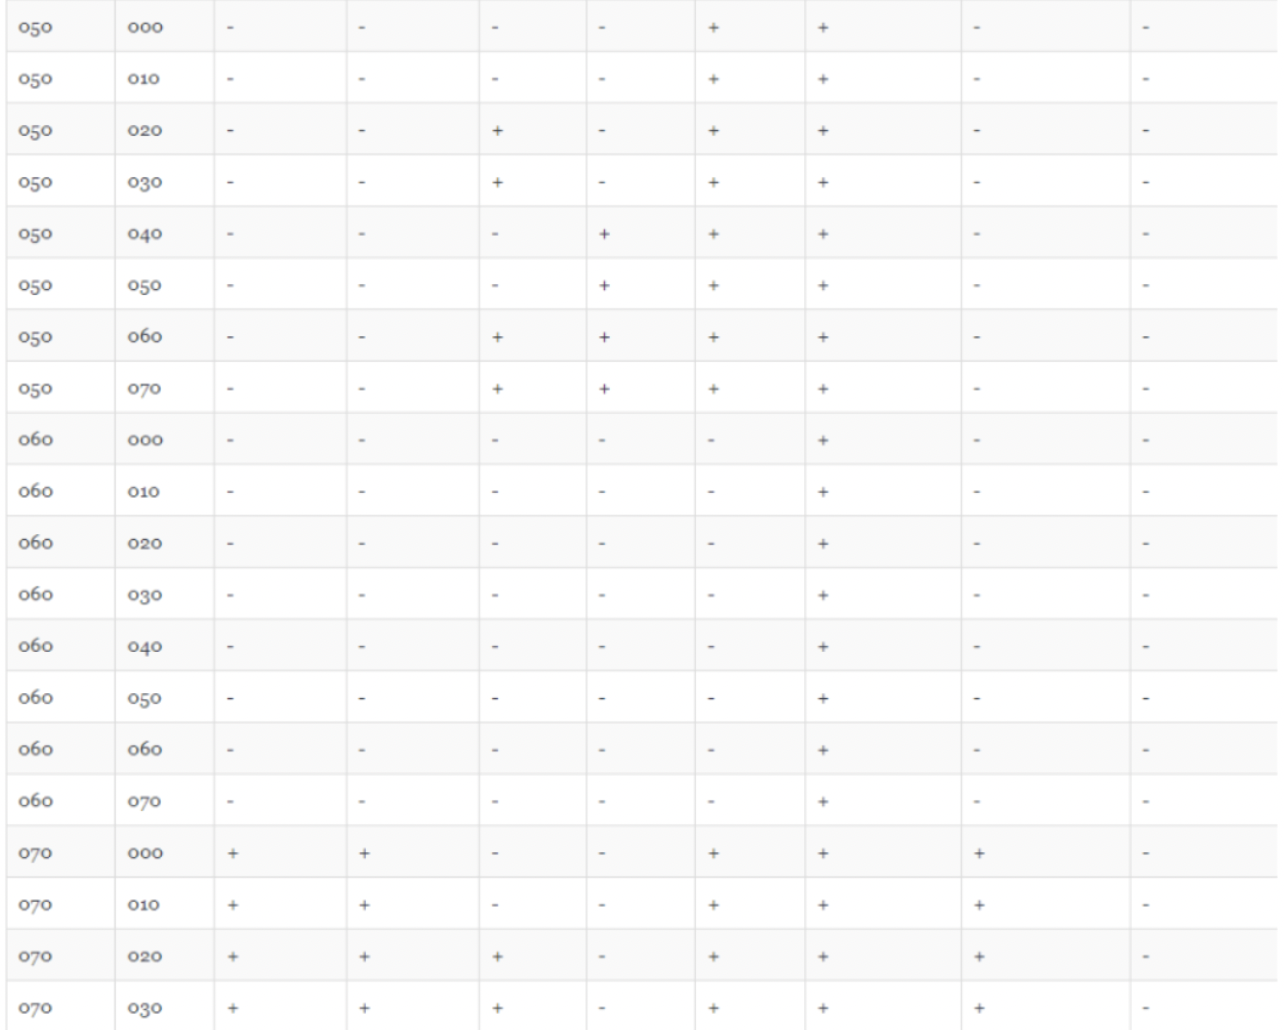 050 000 - - - - + + - -
050 010 - - - - + + - -
050 020 - - + - + + - -
050 030 - - + - + + - -
050 040 - - - + + + - -
050 050 - - - + + + - -
050 060 - - + + + + - -
050 070 - - + + + + - -
060 000 - - - - - + - -
060 010 - - - - - + - -
060 020 - - - - - + - -
060 030 - - - - - + - -
060 040 - - - - - + - -
060 050 - - - - - + - -
060 060 - - - - - + - -
060 070 - - - - - + - -
070 000 + + - - + + + -
070 010 + + - - + + + -
070 020 + + + - + + + -
070 030 + + + - + + + -